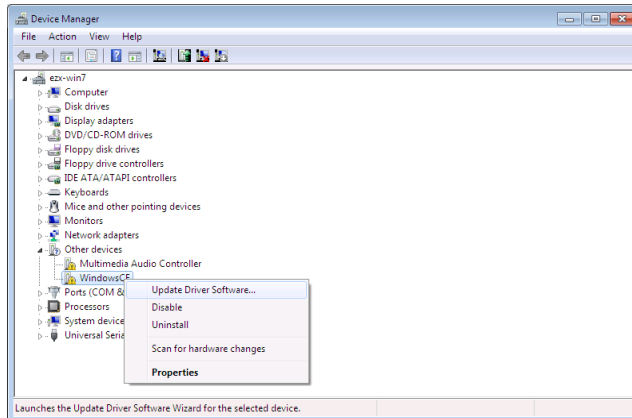 Device Manager
File Action View Help
ezx-win7
Computer
Disk drives
Display adapters
DVD/CD-ROM drives
Floppy disk drives
Floppy drive controllers
IDE ATA/ATAPI controllers
Keyboards
Mice and other pointing devices
Monitors
Network adapters
Other devices
Multimedia Audio Controller
WindowsCE
Update Driver Software...
Ports (COM &
Disable
Processors
Uninstall
System device
Universal Seria
Scan for hardware changes
Properties
Launches the Update Driver Software Wizard for the selected device.